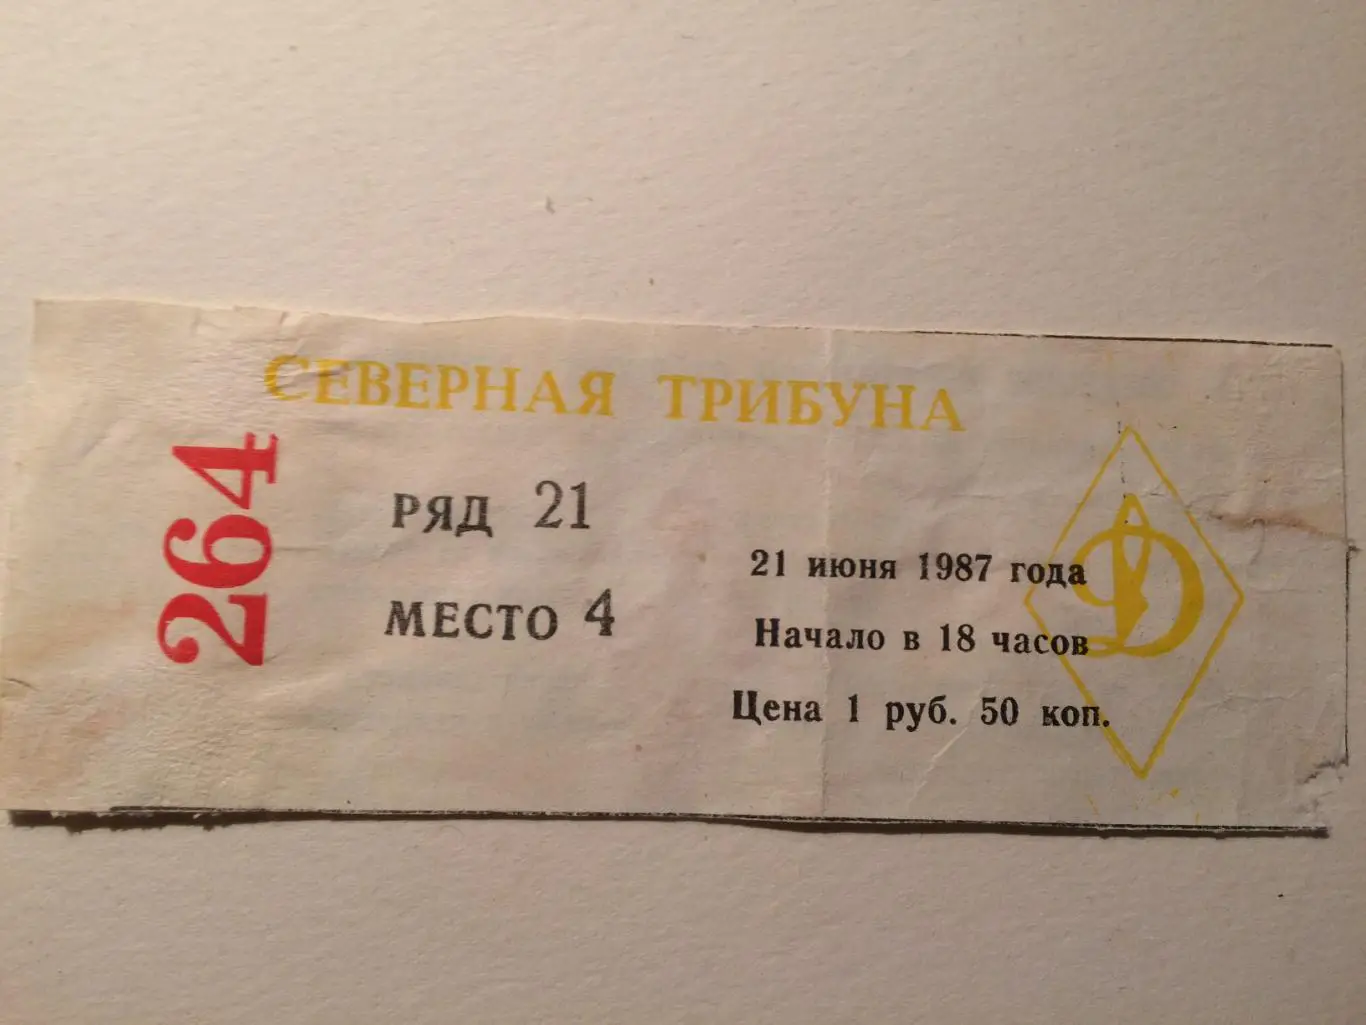 СЕВЕРНАЯ ТРИБУНА
264
РЯД 21
МЕСТО 4
21 июня 1987 года
Начало в 18 часов
Цена 1 руб. 50 коп.
Д